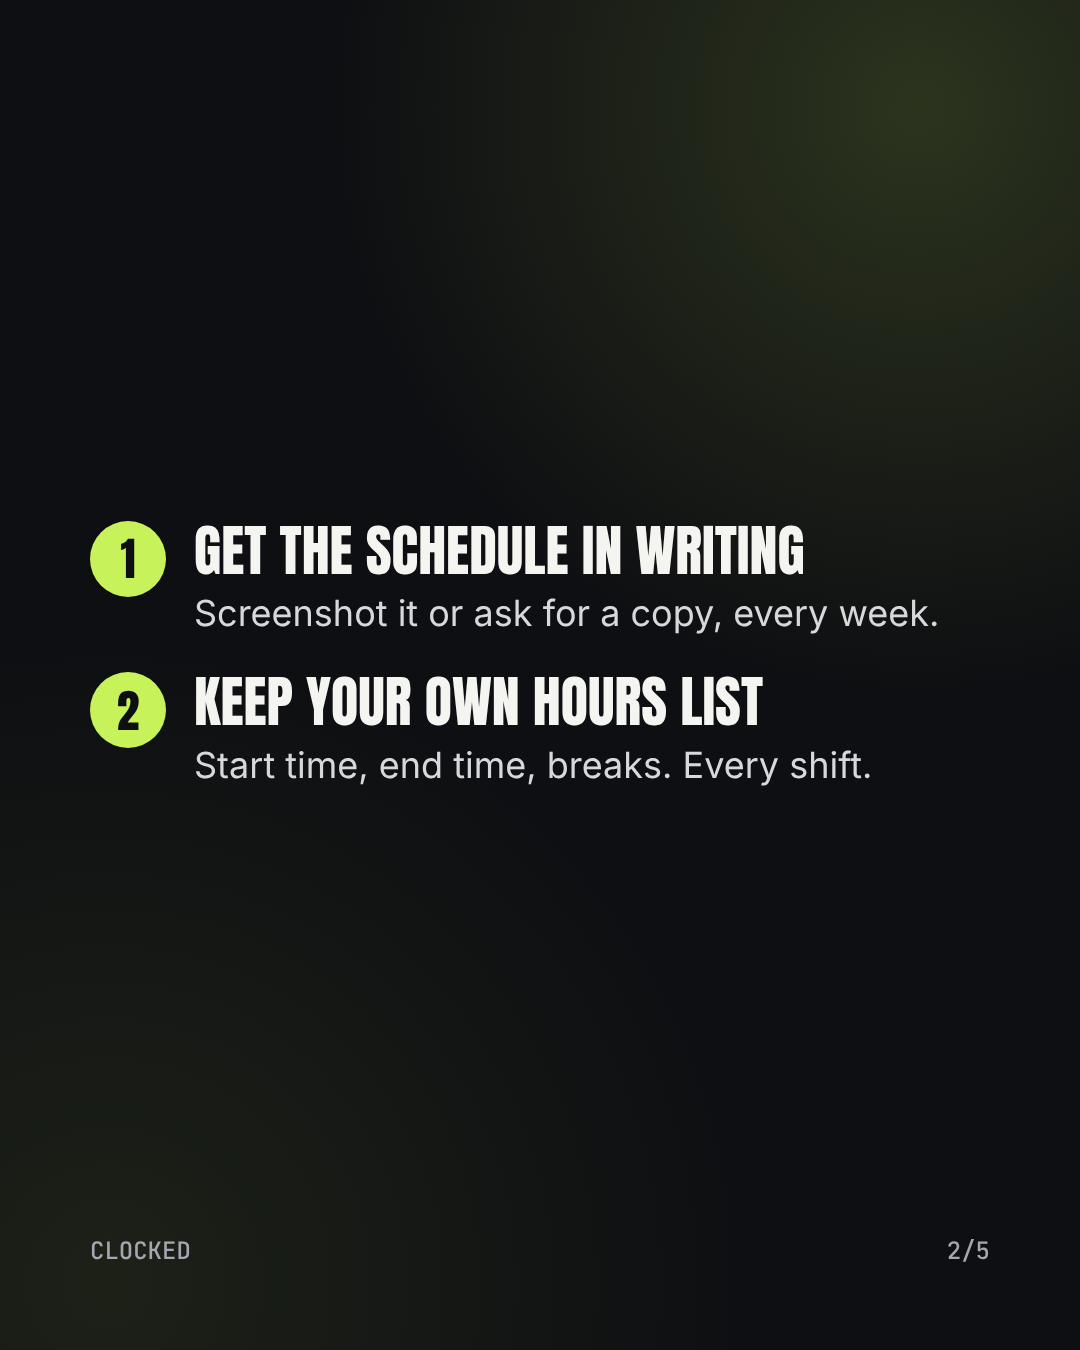 1
GET THE SCHEDULE IN WRITING
Screenshot it or ask for a copy, every week.
2
KEEP YOUR OWN HOURS LIST
Start time, end time, breaks. Every shift.
CLOCKED
2/5